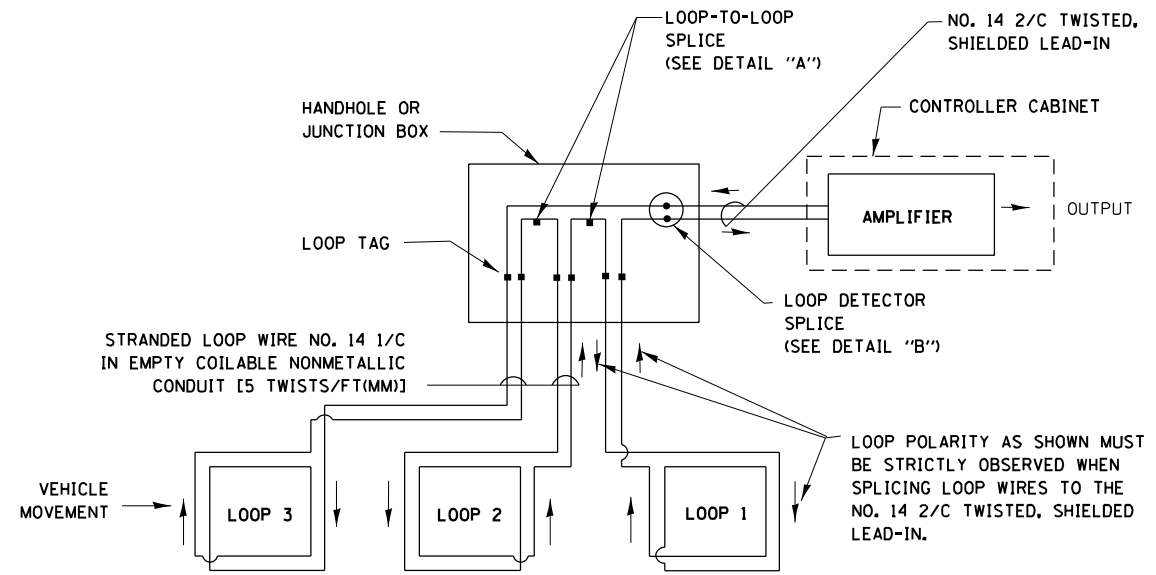 LOOP-TO-LOOP
SPLICE
(SEE DETAIL "A")
NO. 14 2/C TWISTED,
SHIELDED LEAD-IN
HANDHOLE OR
JUNCTION BOX
CONTROLLER CABINET
AMPLIFIER
OUTPUT
LOOP TAG
LOOP DETECTOR
SPLICE
(SEE DETAIL "B")
STRANDED LOOP WIRE NO. 14 1/C
IN EMPTY COILABLE NONMETALLIC
CONDUIT [5 TWISTS/FT(MM)]
LOOP POLARITY AS SHOWN MUST
BE STRICTLY OBSERVED WHEN
SPLICING LOOP WIRES TO THE
NO. 14 2/C TWISTED, SHIELDED
LEAD-IN.
VEHICLE
MOVEMENT
LOOP 3
LOOP 2
LOOP 1